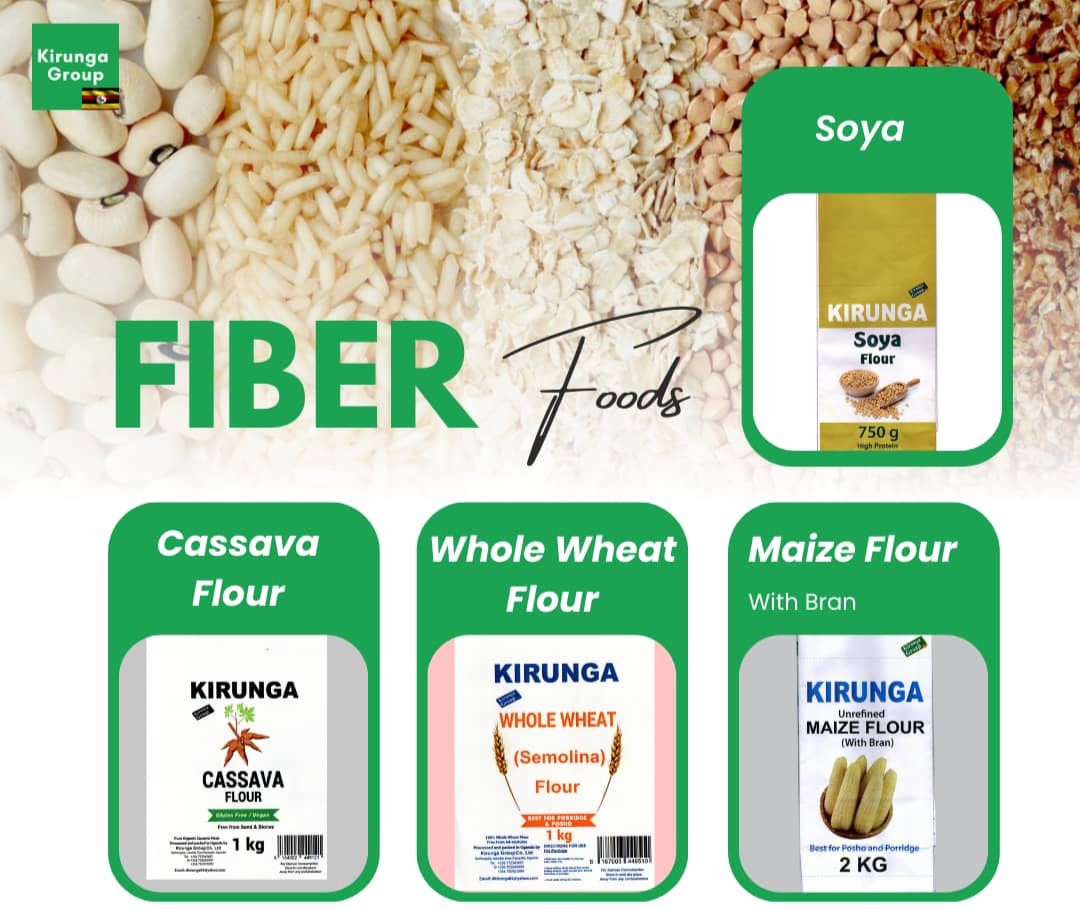 Kirunga
Group
Soya
KIRUNGA
Soya
Flour
750 g
High Protein
FIBER Foods
Cassava
Flour
KIRUNGA
CASSAVA
FLOUR
Gluten Free / Vegan
Free from Sand & Stones
1 kg
Whole Wheat
Flour
KIRUNGA
WHOLE WHEAT
(Semolina)
Flour
BEST FOR PORRIDGE
& POSHO
1 kg
Maize Flour
With Bran
KIRUNGA
Unrefined
MAIZE FLOUR
(With Bran)
Best for Posho and Porridge
2 KG